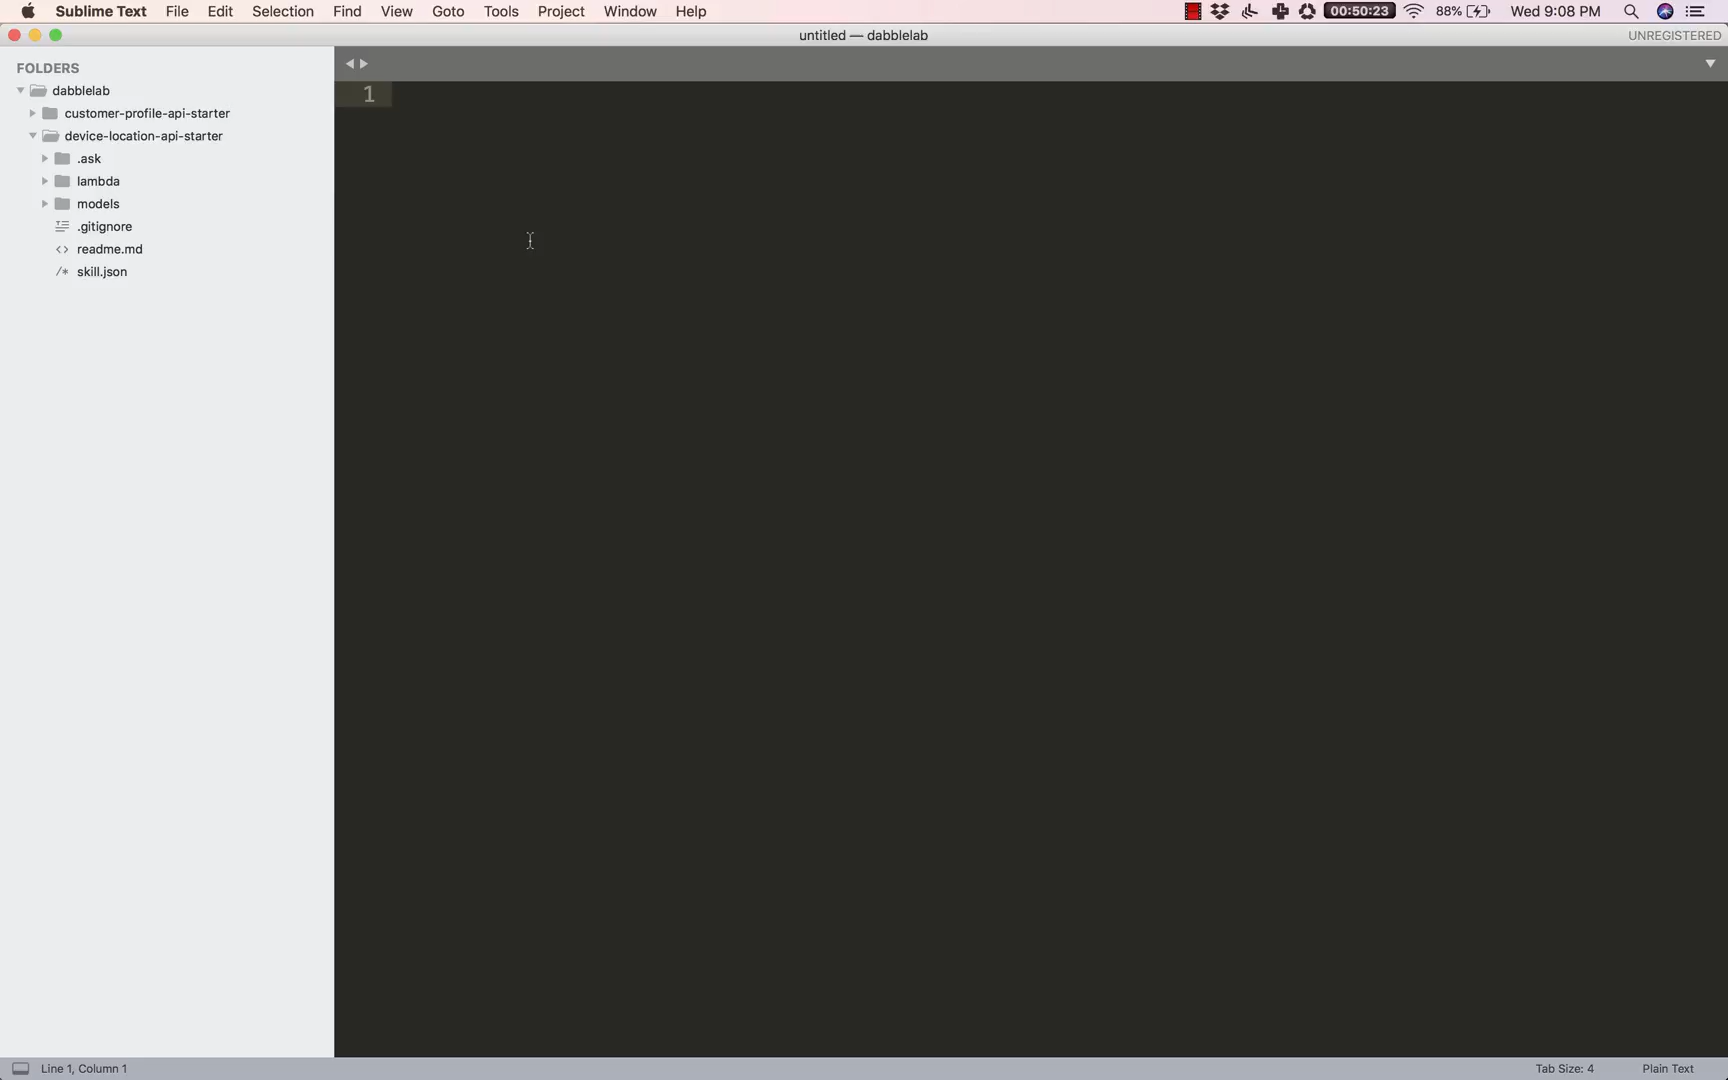 Sublime Text File Edit Selection Find View Goto Tools Project Window Help 00:50:23 88% Wed 9:08 PM
untitled — dabblelab UNREGISTERED
FOLDERS
dabblelab
customer-profile-api-starter
device-location-api-starter
.ask
lambda
models
.gitignore
<> readme.md
/* skill.json
1
Line 1, Column 1 Tab Size: 4 Plain Text